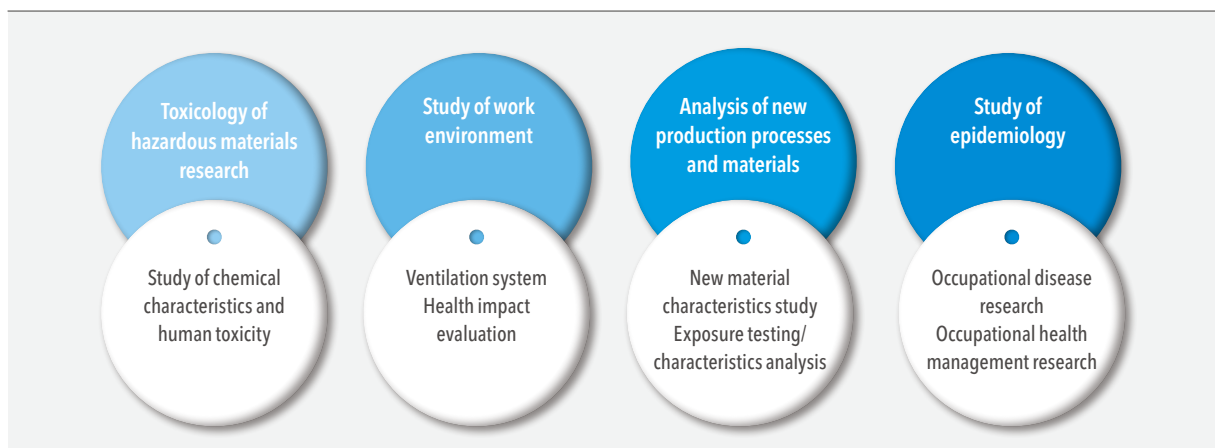 Toxicology of
hazardous materials
research
Study of chemical
characteristics and
human toxicity
Study of work
environment
Ventilation system
Health impact
evaluation
Analysis of new
production processes
and materials
New material
characteristics study
Exposure testing/
characteristics analysis
Study of
epidemiology
Occupational disease
research
Occupational health
management research